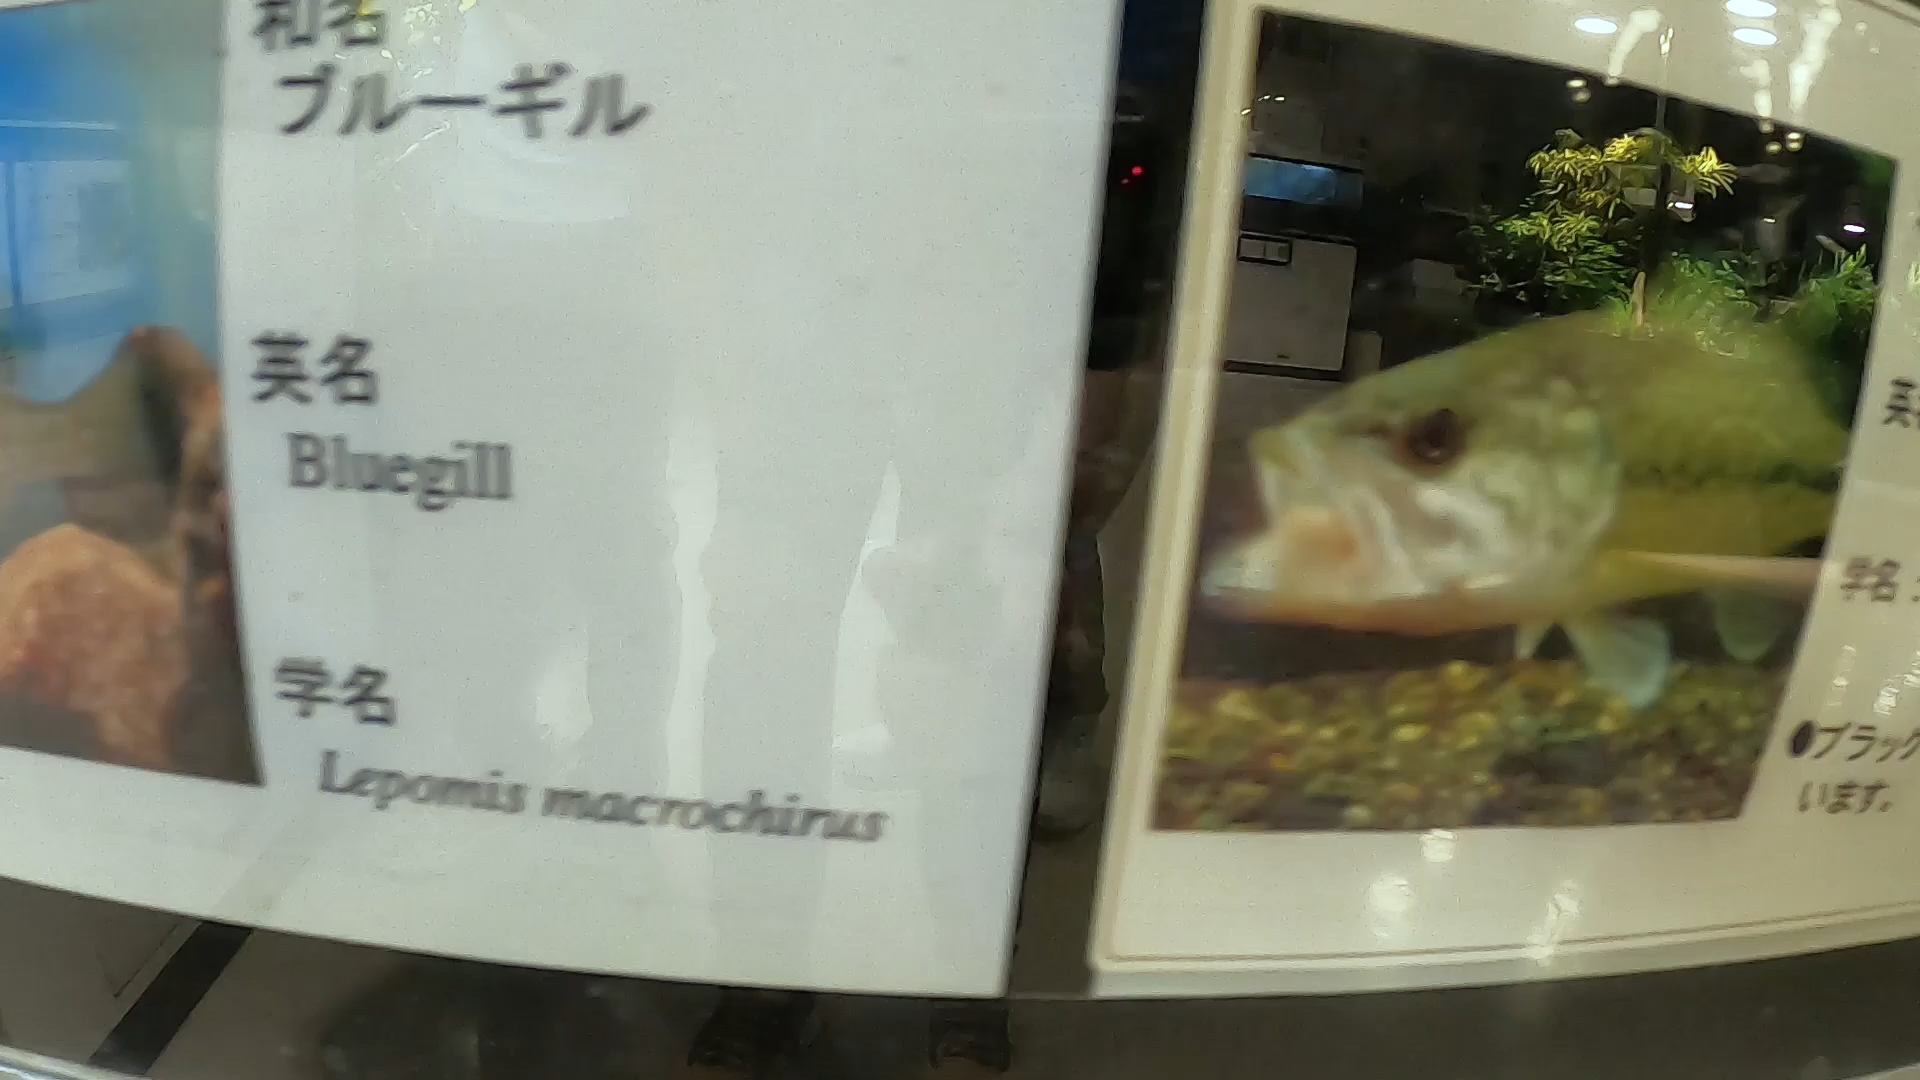 和名
ブルーギル
英名
Bluegill
学名
Lepomis macrochirus
英
学名
●ブラック
います。